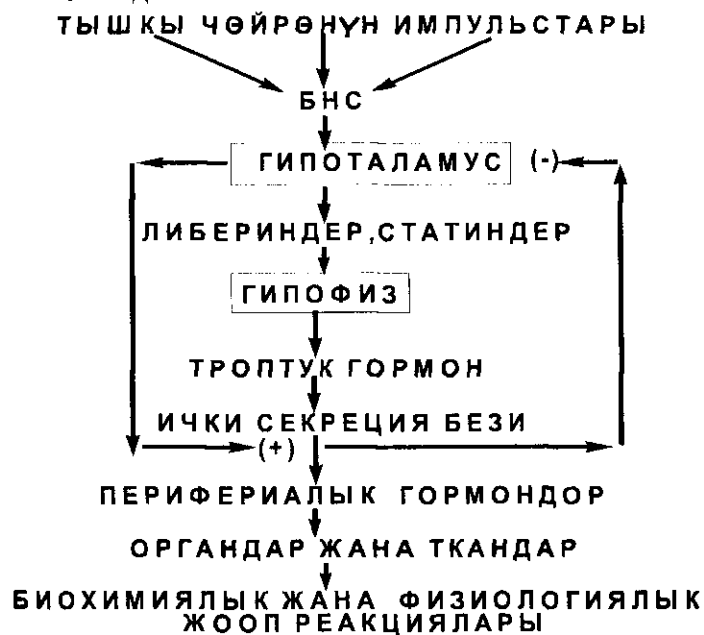 ТЫШКЫ ЧӨЙРӨНҮН ИМПУЛЬСТАРЫ
БНС
ГИПОТАЛАМУС (-)
ЛИБЕРИНДЕР,СТАТИНДЕР
ГИПОФИЗ
ТРОПТУК ГОРМОН
ИЧКИ СЕКРЕЦИЯ БЕЗИ
(+)
ПЕРИФЕРИАЛЫК ГОРМОНДОР
ОРГАНДАР ЖАНА ТКАНДАР
БИОХИМИЯЛЫК ЖАНА ФИЗИОЛОГИЯЛЫК
ЖООП РЕАКЦИЯЛАРЫ